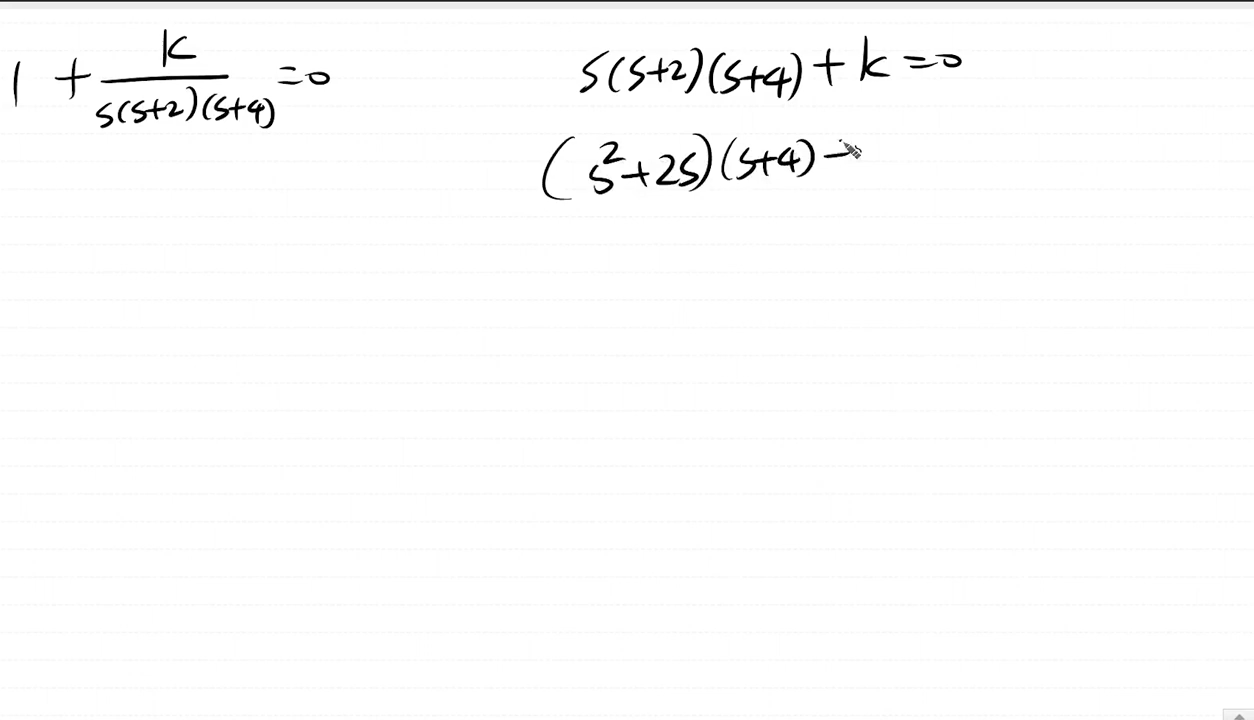 1 + K/(s(s+2)(s+4)) = 0
s(s+2)(s+4) + K = 0
(s² + 2s)(s+4) -